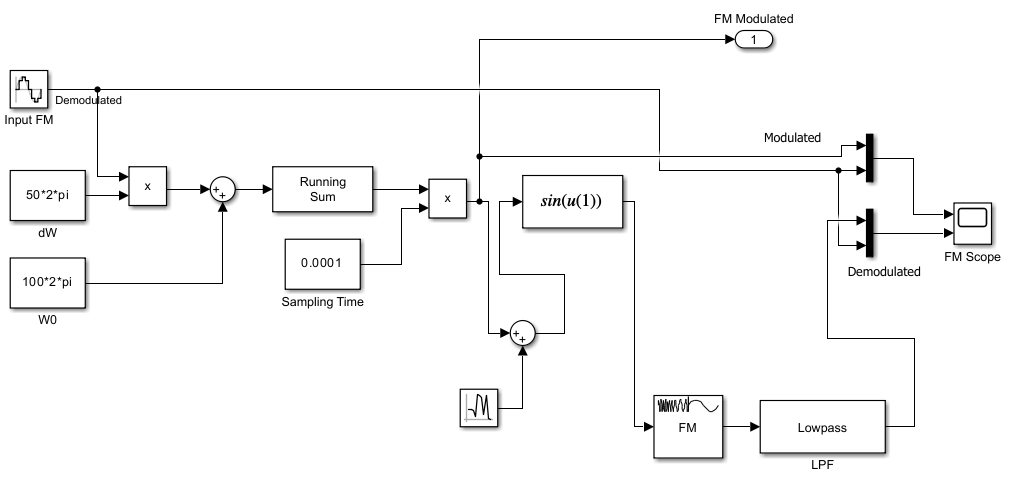 FM Modulated
1
Demodulated
Input FM
Modulated
50*2*pi
x
+
+
Running
Sum
x
sin(u(1))
dW
FM Scope
0.0001
Demodulated
100*2*pi
Sampling Time
W0
+
+
FM
Lowpass
LPF